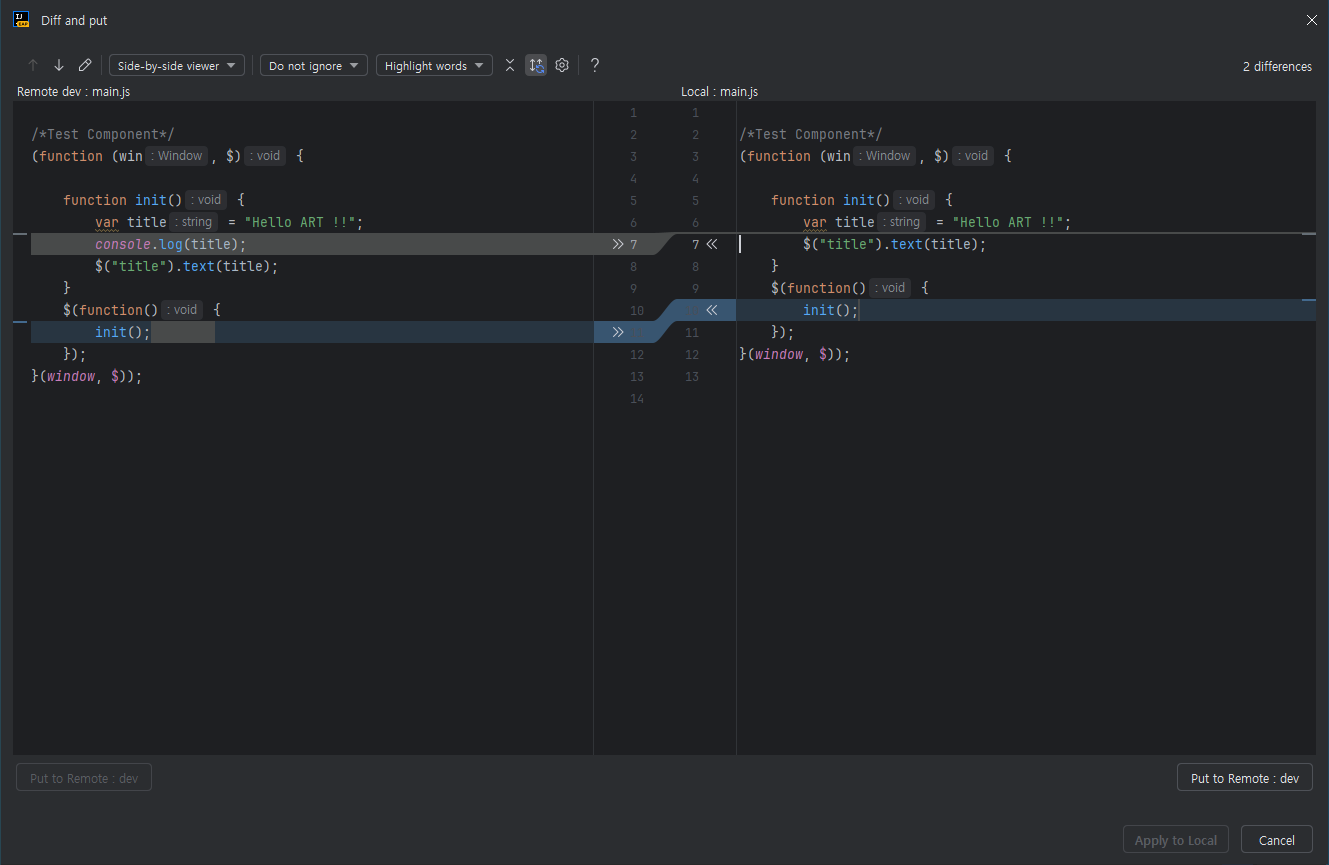 Diff and put
Side-by-side viewer Do not ignore Highlight words ? 2 differences
Remote dev : main.js
/*Test Component*/
(function (win : Window , $) : void {
function init() : void {
var title : string = "Hello ART !!";
console.log(title);
$("title").text(title);
}
$(function() : void {
init();
});
}(window, $));
1
2
3
4
5
6
7
8
9
10
12
13
14
Local : main.js
1
2
3
4
5
6
7
8
9
11
12
13
/*Test Component*/
(function (win : Window , $) : void {
function init() : void {
var title : string = "Hello ART !!";
$("title").text(title);
}
$(function() : void {
init();
});
}(window, $));
Put to Remote : dev
Put to Remote : dev
Apply to Local Cancel